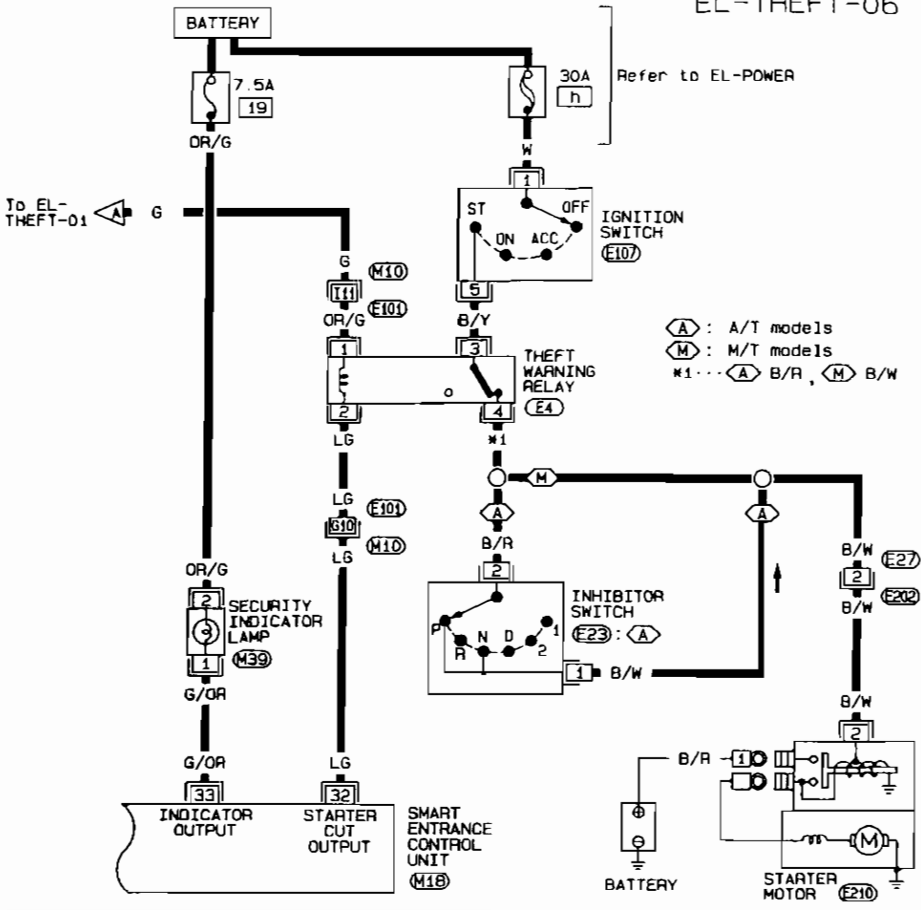 EL-THEFT-06
BATTERY
7.5A
19
30A
h
Refer to EL-POWER
OR/G
W
To EL-
THEFT-01
A
G
1
ST
OFF
ON
ACC
IGNITION
SWITCH
E107
5
G
M10
I11
E101
OR/G
B/Y
A : A/T models
M : M/T models
*1··· A B/R , M B/W
1
3
THEFT
WARNING
RELAY
E4
2
4
LG
*1
M
A
A
LG
E101
G10
M10
LG
B/R
2
B/W
E27
2
E202
B/W
INHIBITOR
SWITCH
E23 : A
P
R
N
D
2
1
1
B/W
OR/G
2
SECURITY
INDICATOR
LAMP
M39
1
G/OR
B/W
2
G/OR
LG
B/R
1
33
32
INDICATOR
OUTPUT
STARTER
CUT
OUTPUT
SMART
ENTRANCE
CONTROL
UNIT
M18
BATTERY
M
STARTER
MOTOR
E210